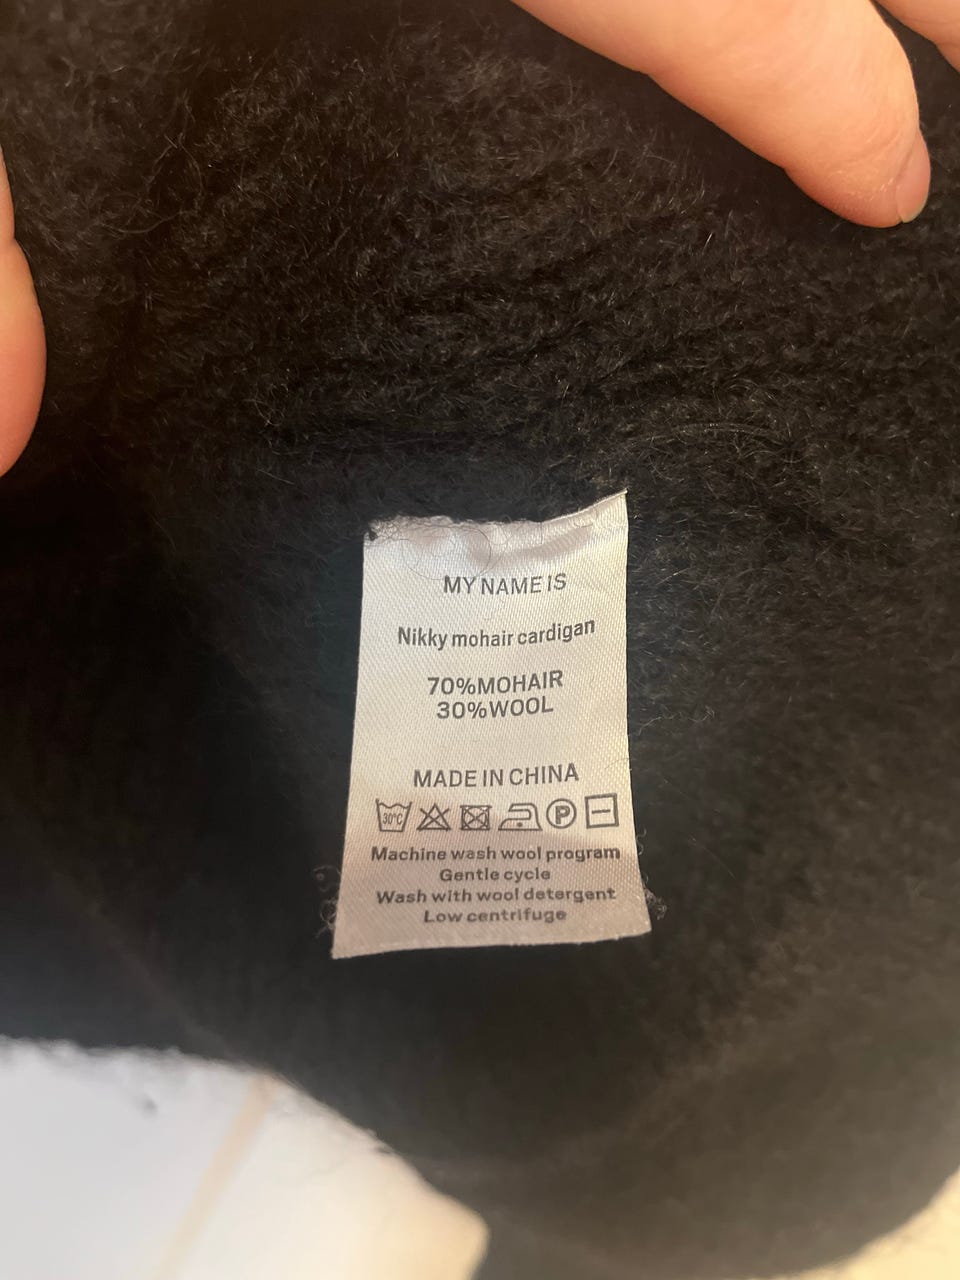 MY NAME IS
Nikky mohair cardigan
70%MOHAIR
30%WOOL
MADE IN CHINA
30°C P
Machine wash wool program
Gentle cycle
Wash with wool detergent
Low centrifuge